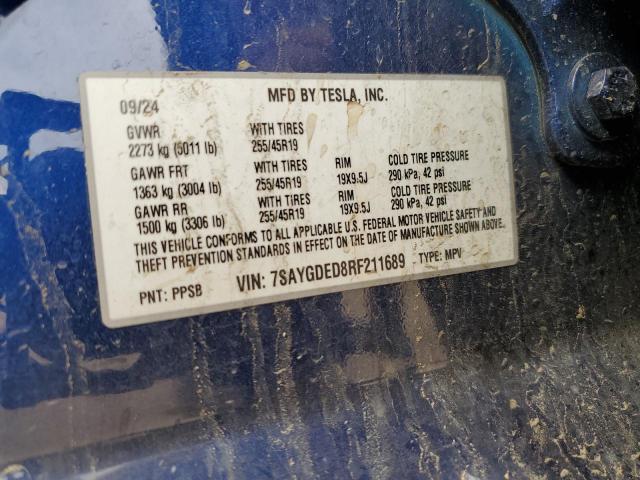 MFD BY TESLA, INC.
09/24
GVWR WITH TIRES
2273 kg (5011 lb) 255/45R19
GAWR FRT WITH TIRES RIM COLD TIRE PRESSURE
1363 kg (3004 lb) 255/45R19 19X9.5J 290 kPa, 42 psi
GAWR RR WITH TIRES RIM COLD TIRE PRESSURE
1500 kg (3306 lb) 255/45R19 19X9.5J 290 kPa, 42 psi
THIS VEHICLE CONFORMS TO ALL APPLICABLE U.S. FEDERAL MOTOR VEHICLE SAFETY AND
THEFT PREVENTION STANDARDS IN EFFECT ON THE DATE OF MANUFACTURE SHOWN ABOVE.
PNT: PPSB VIN: 7SAYGDED8RF211689 TYPE: MPV